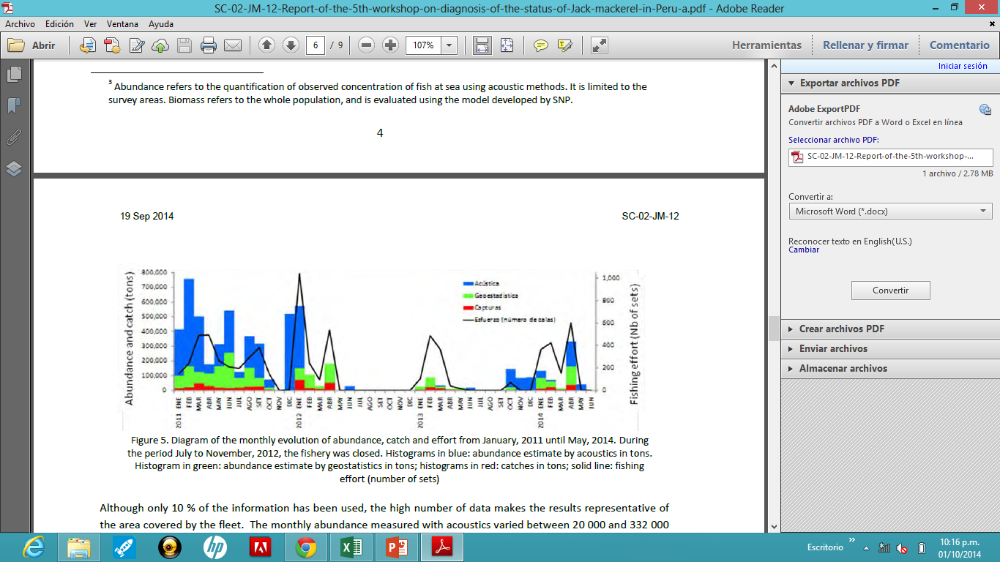 SC-02-JM-12-Report-of-the-5th-workshop-on-diagnosis-of-the-status-of-Jack-mackerel-in-Peru-a.pdf - Adobe Reader
Archivo Edición Ver Ventana Ayuda
Abrir 6 / 9 107% Herramientas Rellenar y firmar Comentario
3 Abundance refers to the quantification of observed concentration of fish at sea using acoustic methods. It is limited to the
survey areas. Biomass refers to the whole population, and is evaluated using the model developed by SNP.
4
19 Sep 2014 SC-02-JM-12
Abundance and catch (tons)
800,000
700,000
600,000
500,000
400,000
300,000
200,000
100,000
0
Acústica
Geoestadística
Capturas
Esfuerzo (número de calas)
1,000
800
600
400
200
0
Fishing effort (Nb of sets)
ENE FEB MAR ABR MAY JUN JUL AGO SET OCT NOV DIC ENE FEB MAR ABR MAY JUN JUL AGO SET OCT NOV DIC ENE FEB MAR ABR MAY JUN JUL AGO SET OCT NOV DIC ENE FEB MAR ABR MAY JUN
2011 2012 2013 2014
Figure 5. Diagram of the monthly evolution of abundance, catch and effort from January, 2011 until May, 2014. During
the period July to November, 2012, the fishery was closed. Histograms in blue: abundance estimate by acoustics in tons.
Histogram in green: abundance estimate by geostatistics in tons; histograms in red: catches in tons; solid line: fishing
effort (number of sets)
Although only 10 % of the information has been used, the high number of data makes the results representative of
the area covered by the fleet. The monthly abundance measured with acoustics varied between 20 000 and 332 000
Iniciar sesión
Exportar archivos PDF
Adobe ExportPDF
Convertir archivos PDF a Word o Excel en línea
Seleccionar archivo PDF:
SC-02-JM-12-Report-of-the-5th-workshop-...
1 archivo / 2.78 MB
Convertir a:
Microsoft Word (*.docx)
Reconocer texto en English(U.S.)
Cambiar
Convertir
Crear archivos PDF
Enviar archivos
Almacenar archivos
hp
Escritorio
10:16 p.m.
01/10/2014